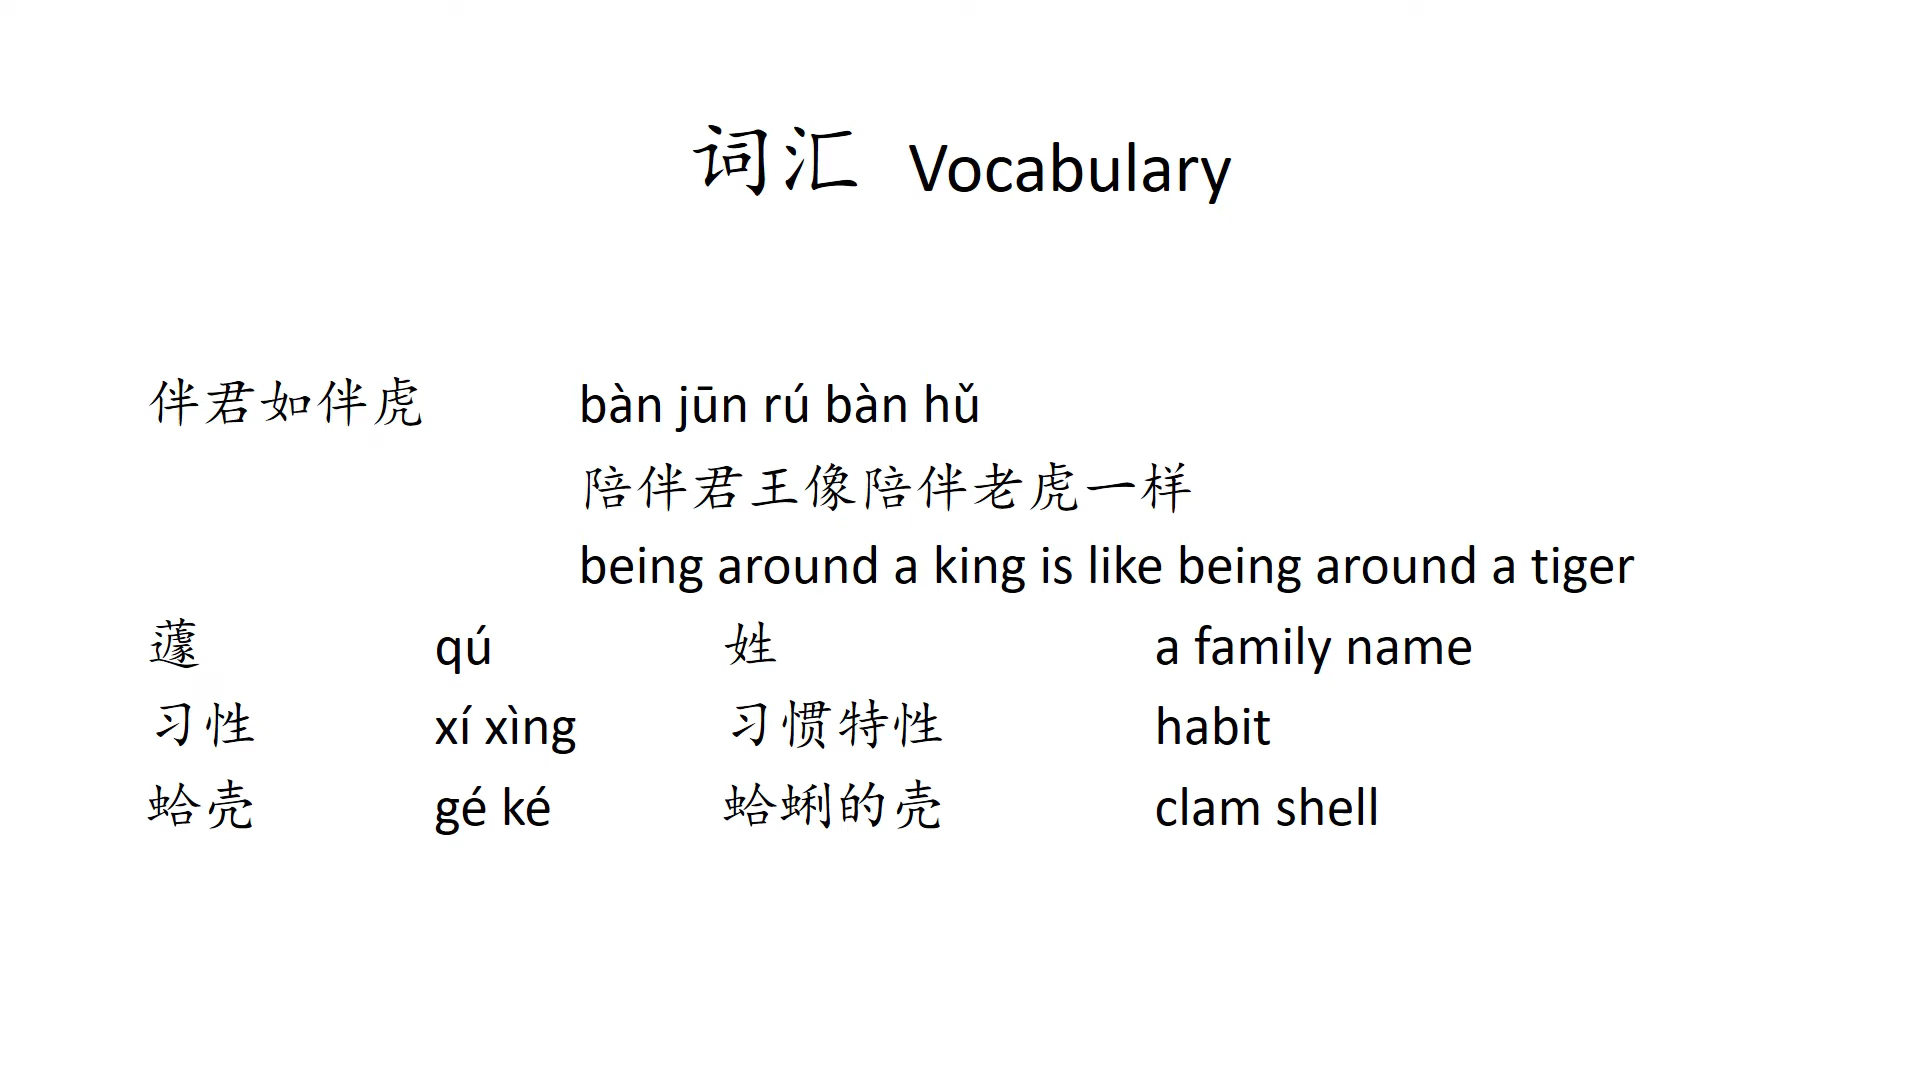 词汇 Vocabulary
伴君如伴虎 bàn jūn rú bàn hǔ
陪伴君王像陪伴老虎一样
being around a king is like being around a tiger
蘧 qú 姓 a family name
习性 xí xìng 习惯特性 habit
蛤壳 gé ké 蛤蜊的壳 clam shell